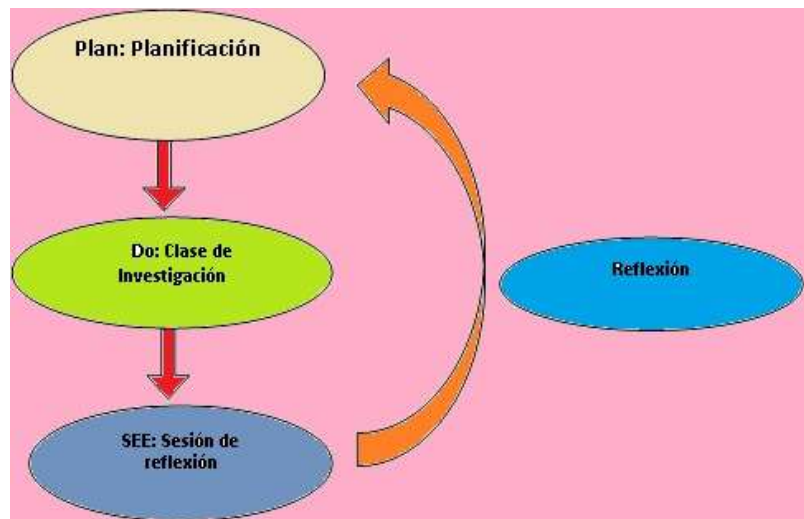 Plan: Planificación
Do: Clase de
Investigación
Reflexión
SEE: Sesión de
reflexión